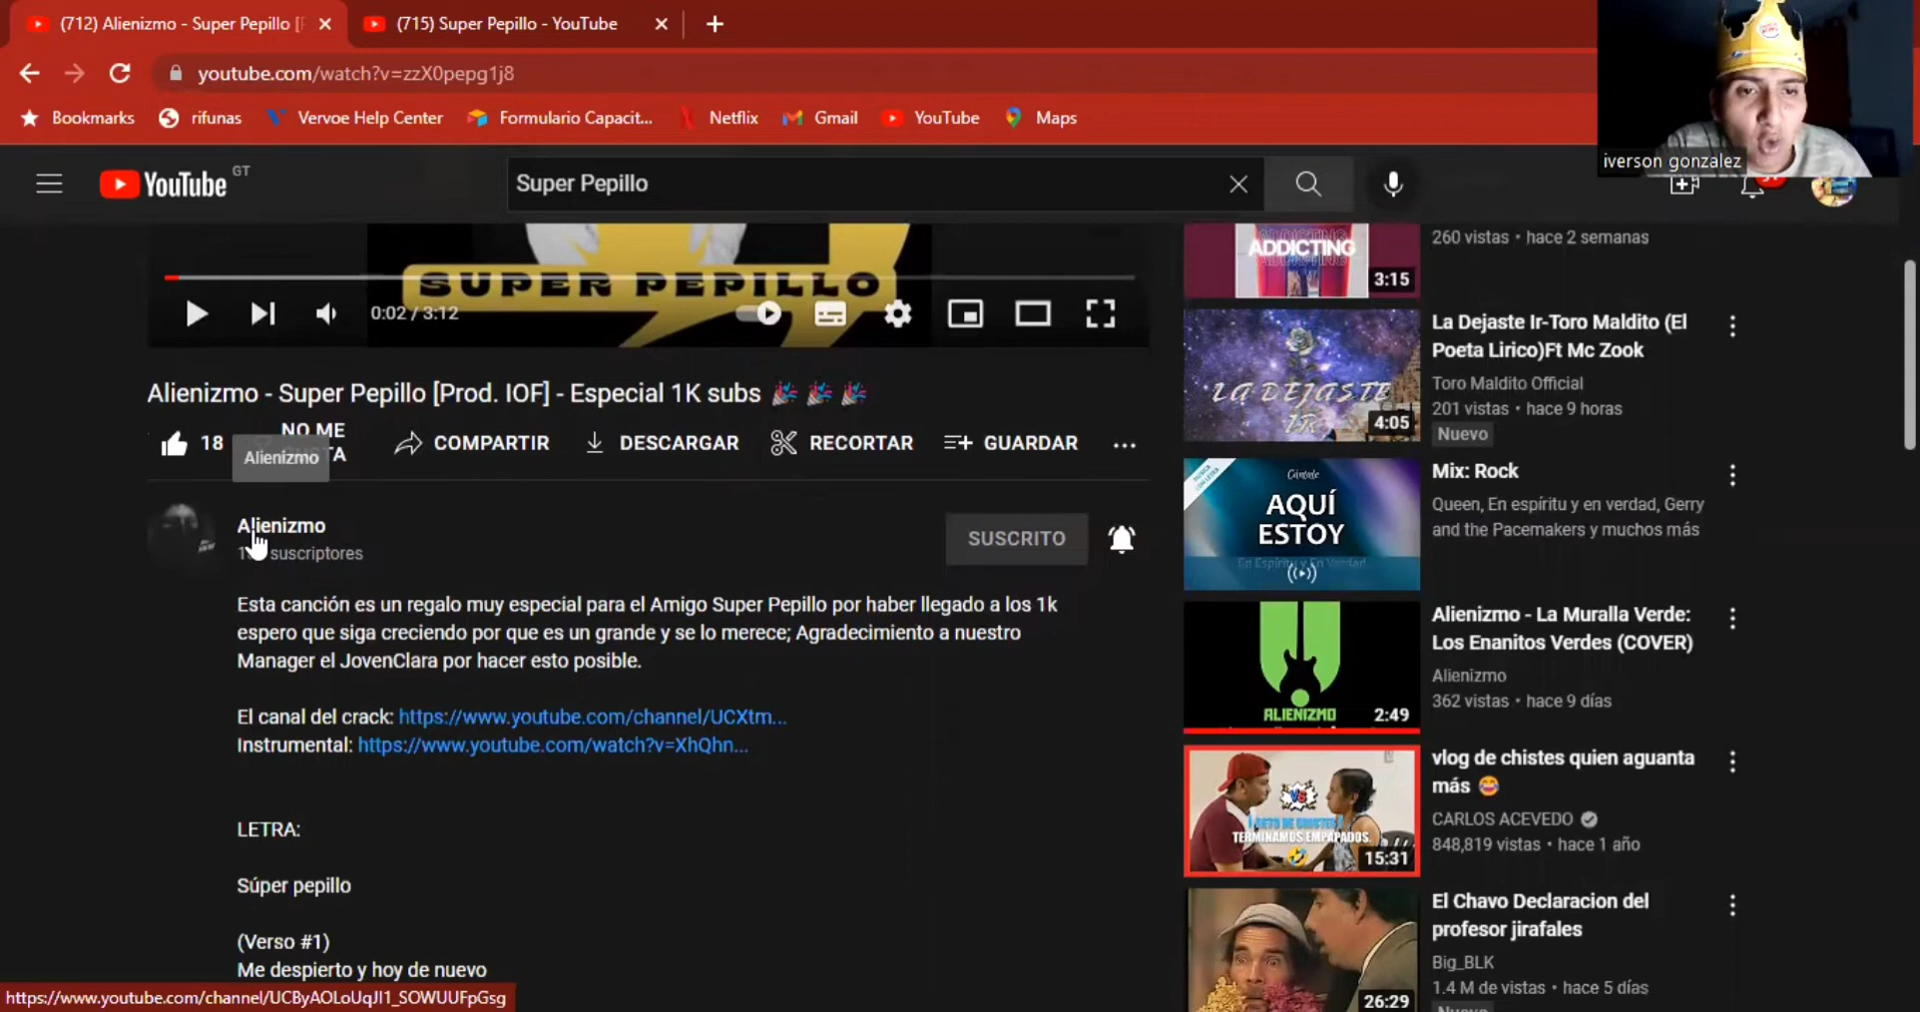 (712) Alienizmo - Super Pepillo [
(715) Super Pepillo - YouTube
youtube.com/watch?v=zzX0pepg1j8
Bookmarks rifunas Vervoe Help Center Formulario Capacit... Netflix Gmail YouTube Maps
iverson gonzalez
YouTube GT
Super Pepillo
SUPER PEPILLO
0:02 / 3:12
Alienizmo - Super Pepillo [Prod. IOF] - Especial 1K subs 🎉 🎉 🎉
18 NO ME COMPARTIR DESCARGAR RECORTAR GUARDAR
Alienizmo
Alienizmo
suscriptores
SUSCRITO
Esta canción es un regalo muy especial para el Amigo Super Pepillo por haber llegado a los 1k
espero que siga creciendo por que es un grande y se lo merece; Agradecimiento a nuestro
Manager el JovenClara por hacer esto posible.
El canal del crack: https://www.youtube.com/channel/UCXtm...
Instrumental: https://www.youtube.com/watch?v=XhQhn...
LETRA:
Súper pepillo
(Verso #1)
Me despierto y hoy de nuevo
https://www.youtube.com/channel/UCByAOLoUqJI1_SOWUUFpGsg
ADDICTING
3:15
260 vistas • hace 2 semanas
LA DEJASTE
IR
4:05
La Dejaste Ir-Toro Maldito (El
Poeta Lirico)Ft Mc Zook
Toro Maldito Official
201 vistas • hace 9 horas
Nuevo
Cántale
AQUÍ
ESTOY
En Espíritu y En Verdad
Mix: Rock
Queen, En espíritu y en verdad, Gerry
and the Pacemakers y muchos más
ALIENIZMO
2:49
Alienizmo - La Muralla Verde:
Los Enanitos Verdes (COVER)
Alienizmo
362 vistas • hace 9 días
VS
TERMINAMOS EMPAPADOS
15:31
vlog de chistes quien aguanta
más 😂
CARLOS ACEVEDO
848,819 vistas • hace 1 año
26:29
El Chavo Declaracion del
profesor jirafales
Big_BLK
1.4 M de vistas • hace 5 días
Nuevo